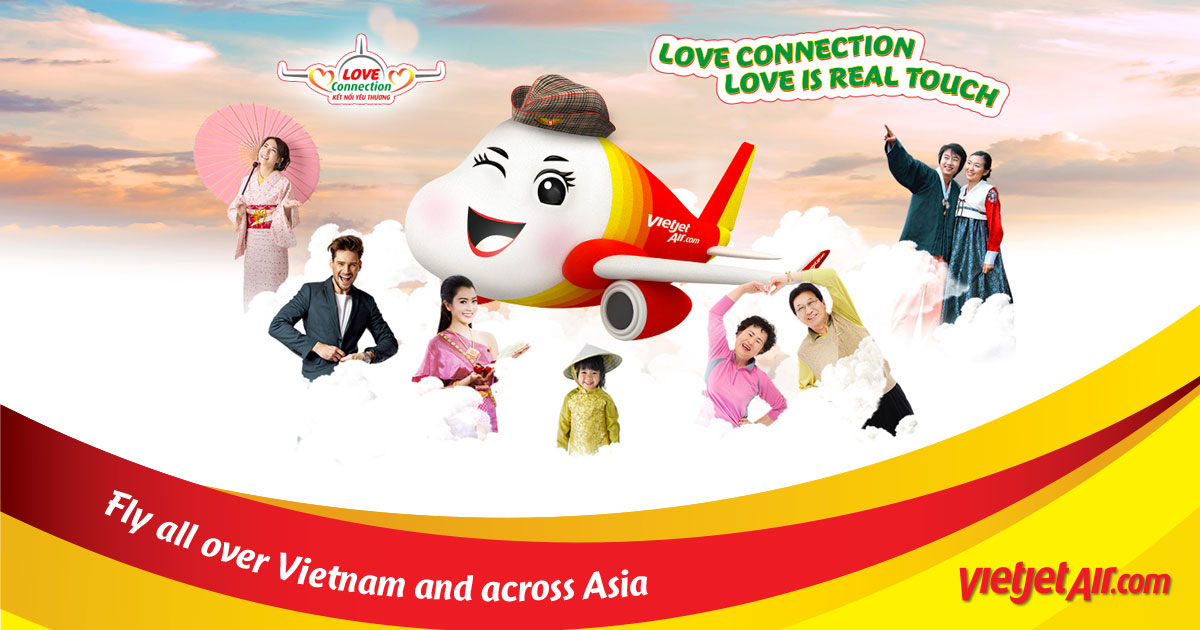 LOVE
Connection
KẾT NỐI YÊU THƯƠNG
LOVE CONNECTION
LOVE IS REAL TOUCH
Vietjet
Air.com
Fly all over Vietnam and across Asia
VietjetAir.com